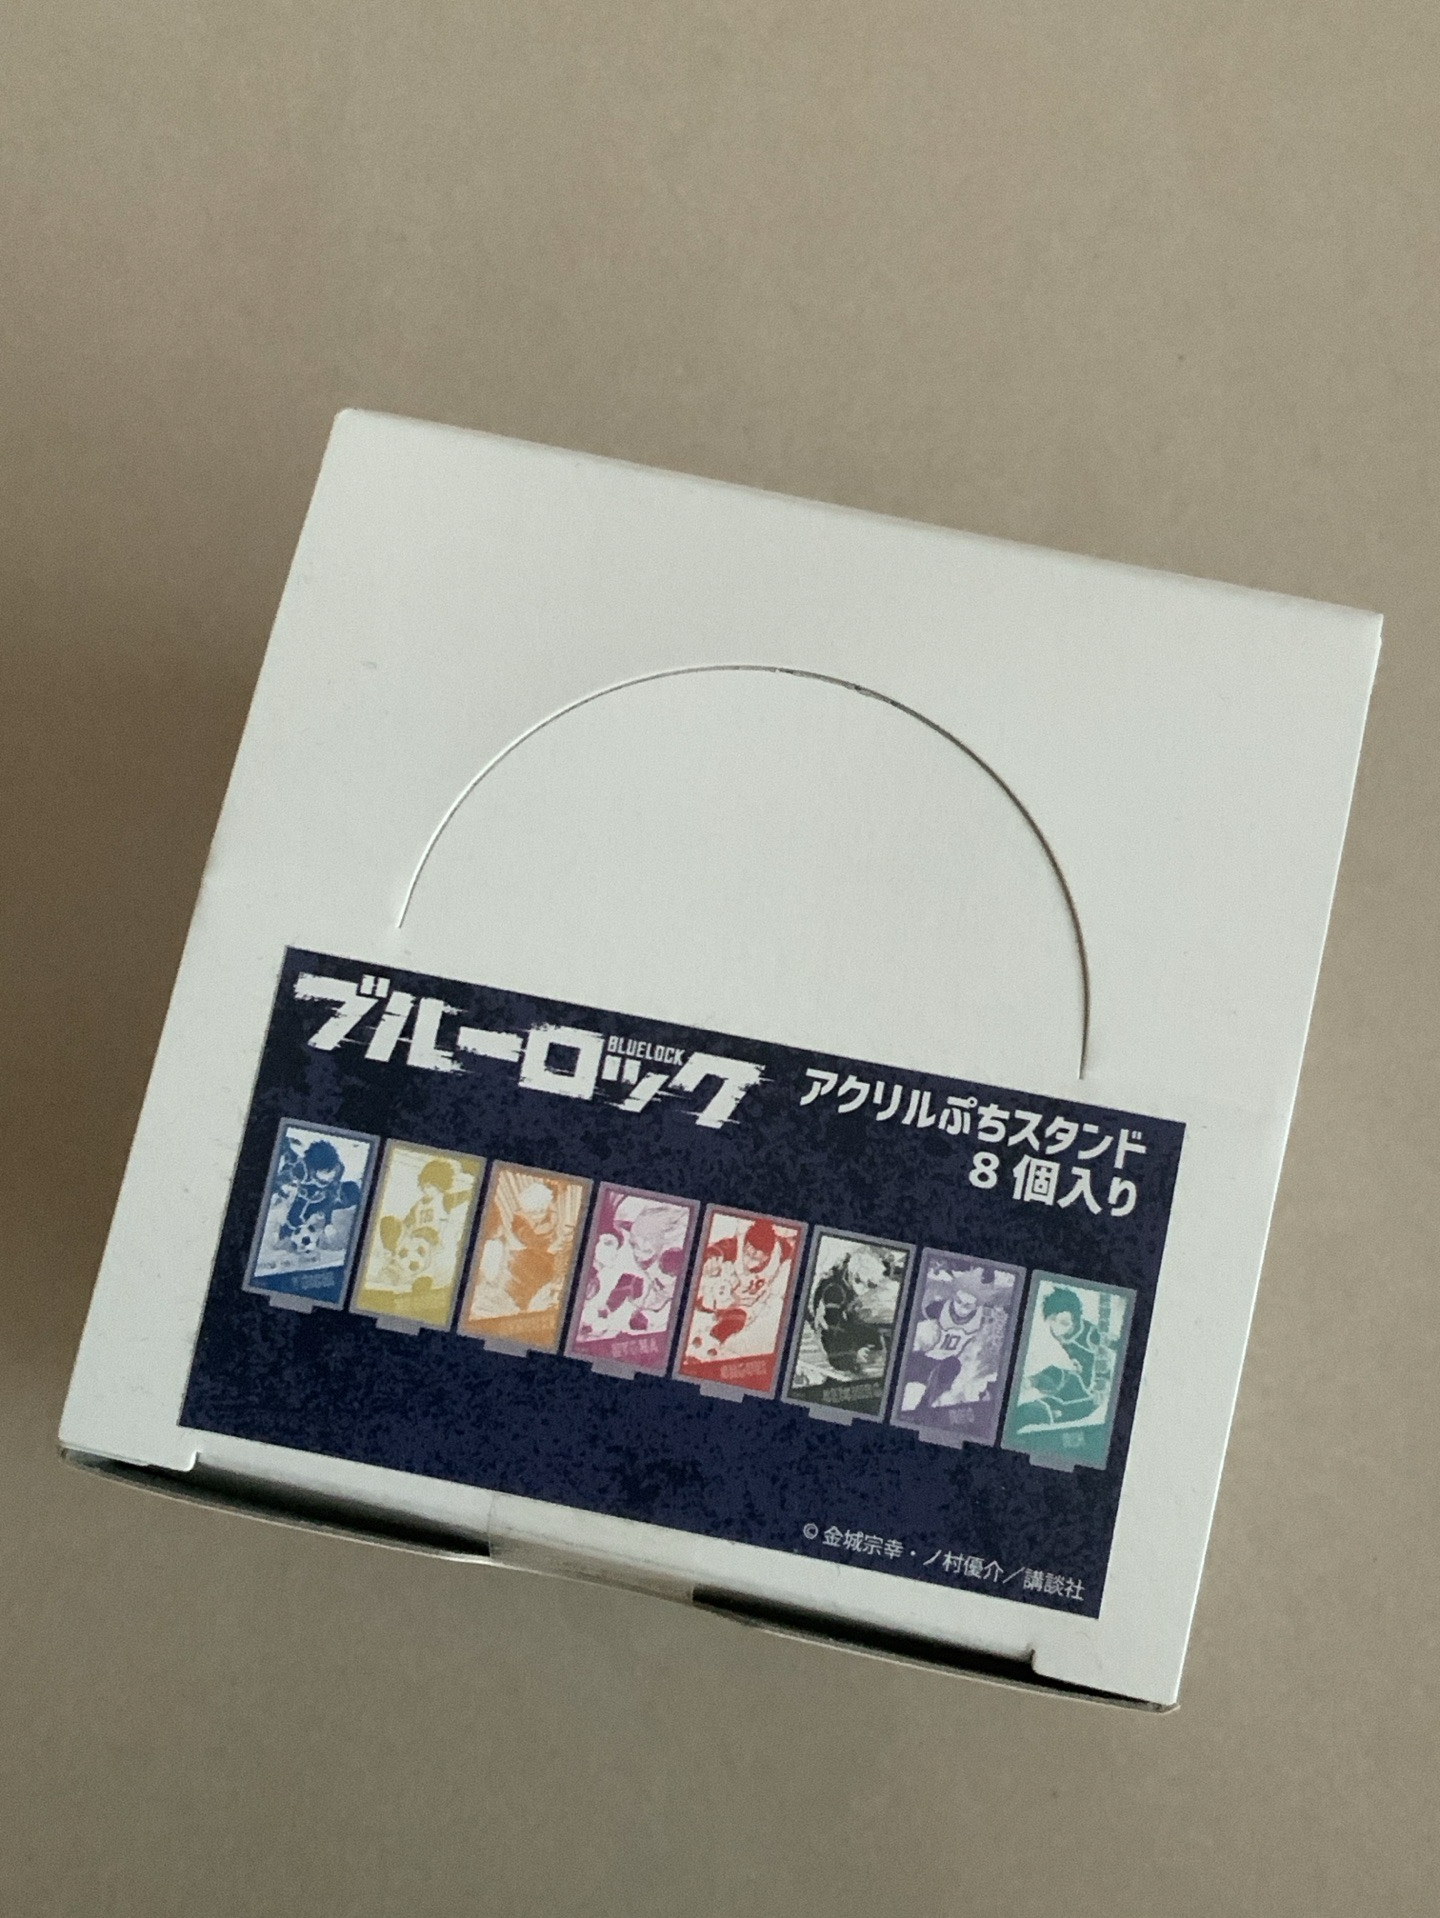 ブルーロック
BLUELOCK
アクリルぷちスタンド
8個入り
10
© 金城宗幸・ノ村優介／講談社